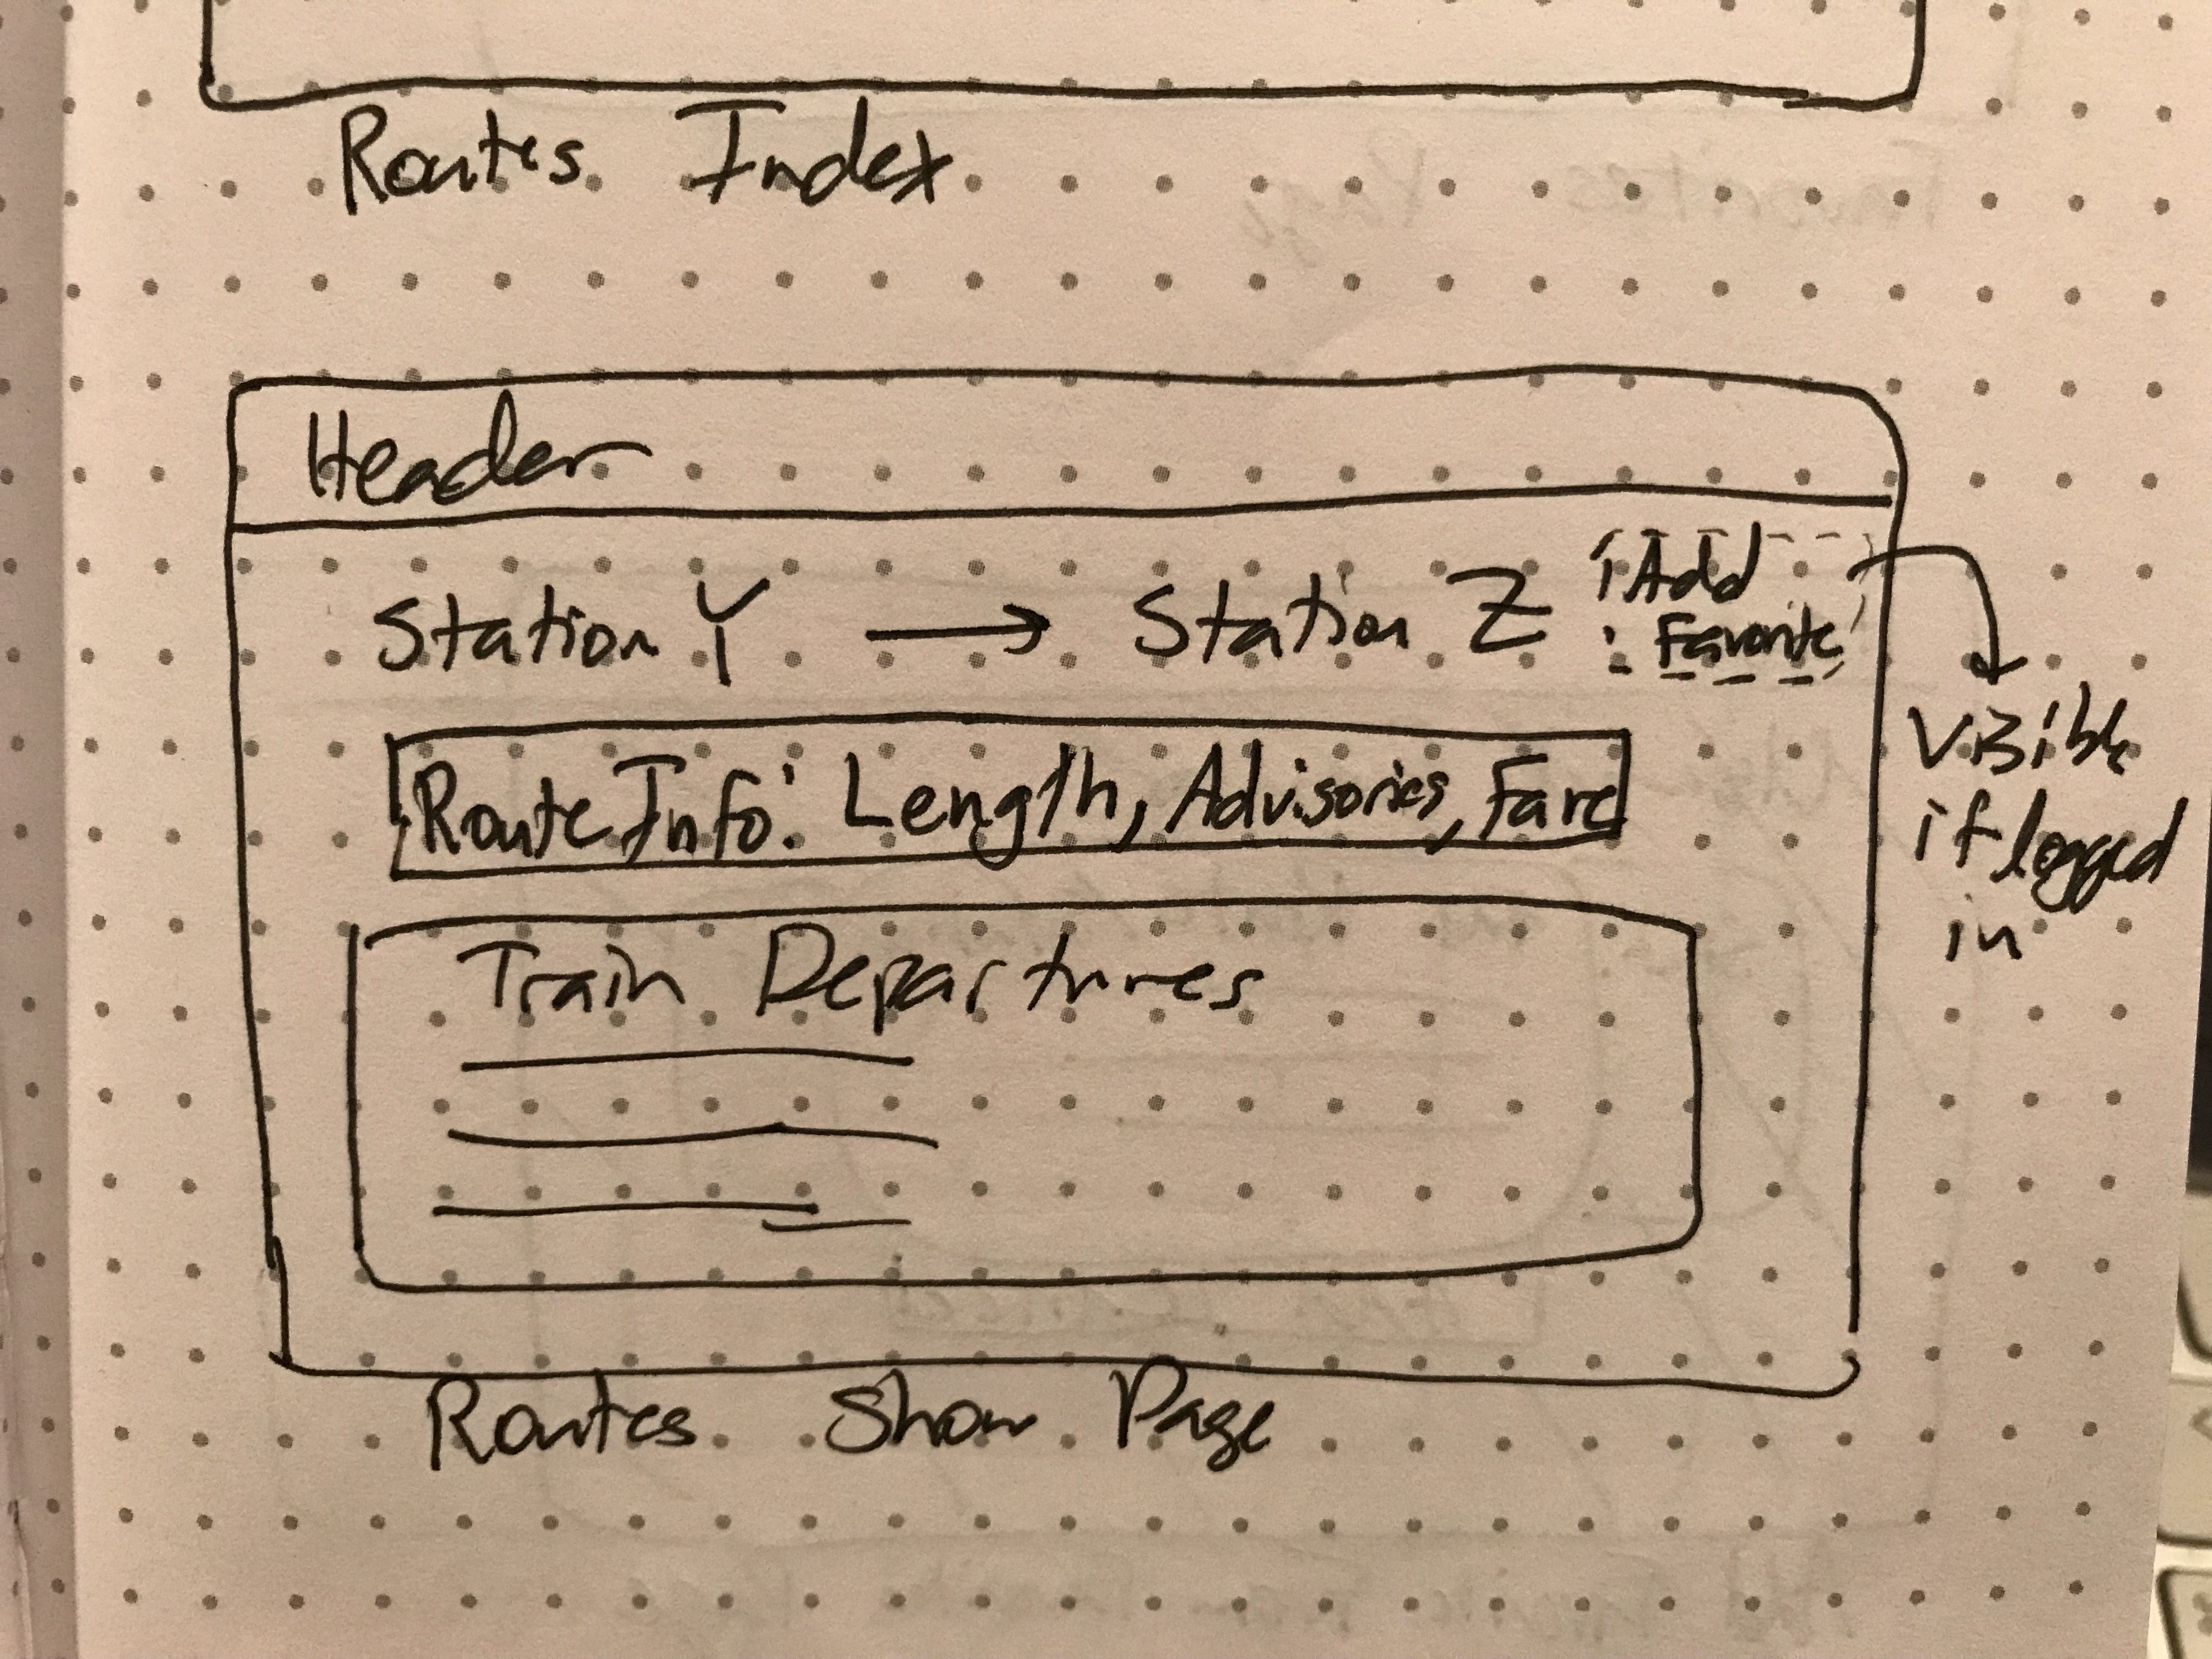 Routes Index
Header
Station Y → Station Z
Add
Favorite
visible
if logged
in
Route Info: Length, Advisories, Fare
Train Departures
Routes Show Page